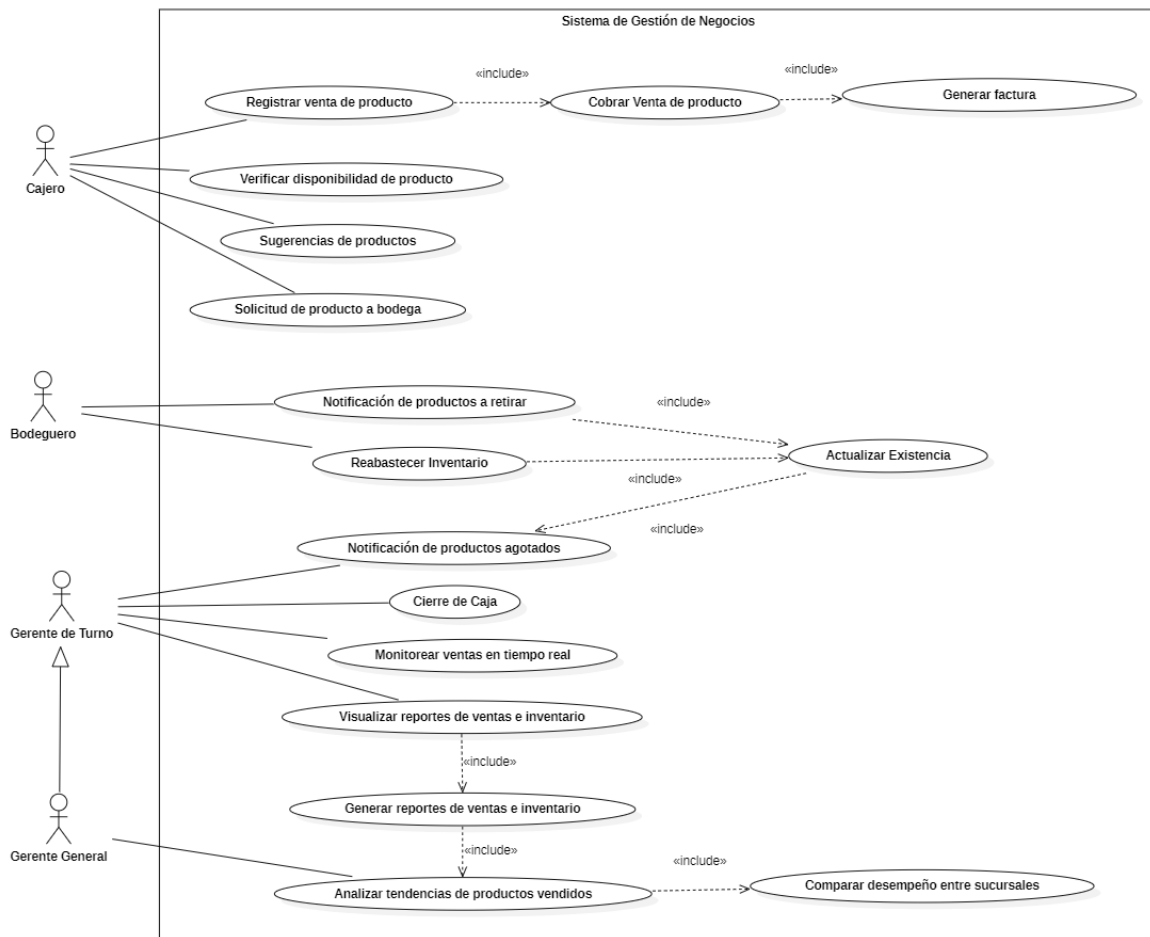 Sistema de Gestión de Negocios
«include»
«include»
Registrar venta de producto
Cobrar Venta de producto
Generar factura
Cajero
Verificar disponibilidad de producto
Sugerencias de productos
Solicitud de producto a bodega
Bodeguero
Notificación de productos a retirar
«include»
Reabastecer Inventario
Actualizar Existencia
«include»
«include»
Notificación de productos agotados
Cierre de Caja
Gerente de Turno
Monitorear ventas en tiempo real
Visualizar reportes de ventas e inventario
«include»
Generar reportes de ventas e inventario
«include»
Gerente General
«include»
Analizar tendencias de productos vendidos
Comparar desempeño entre sucursales